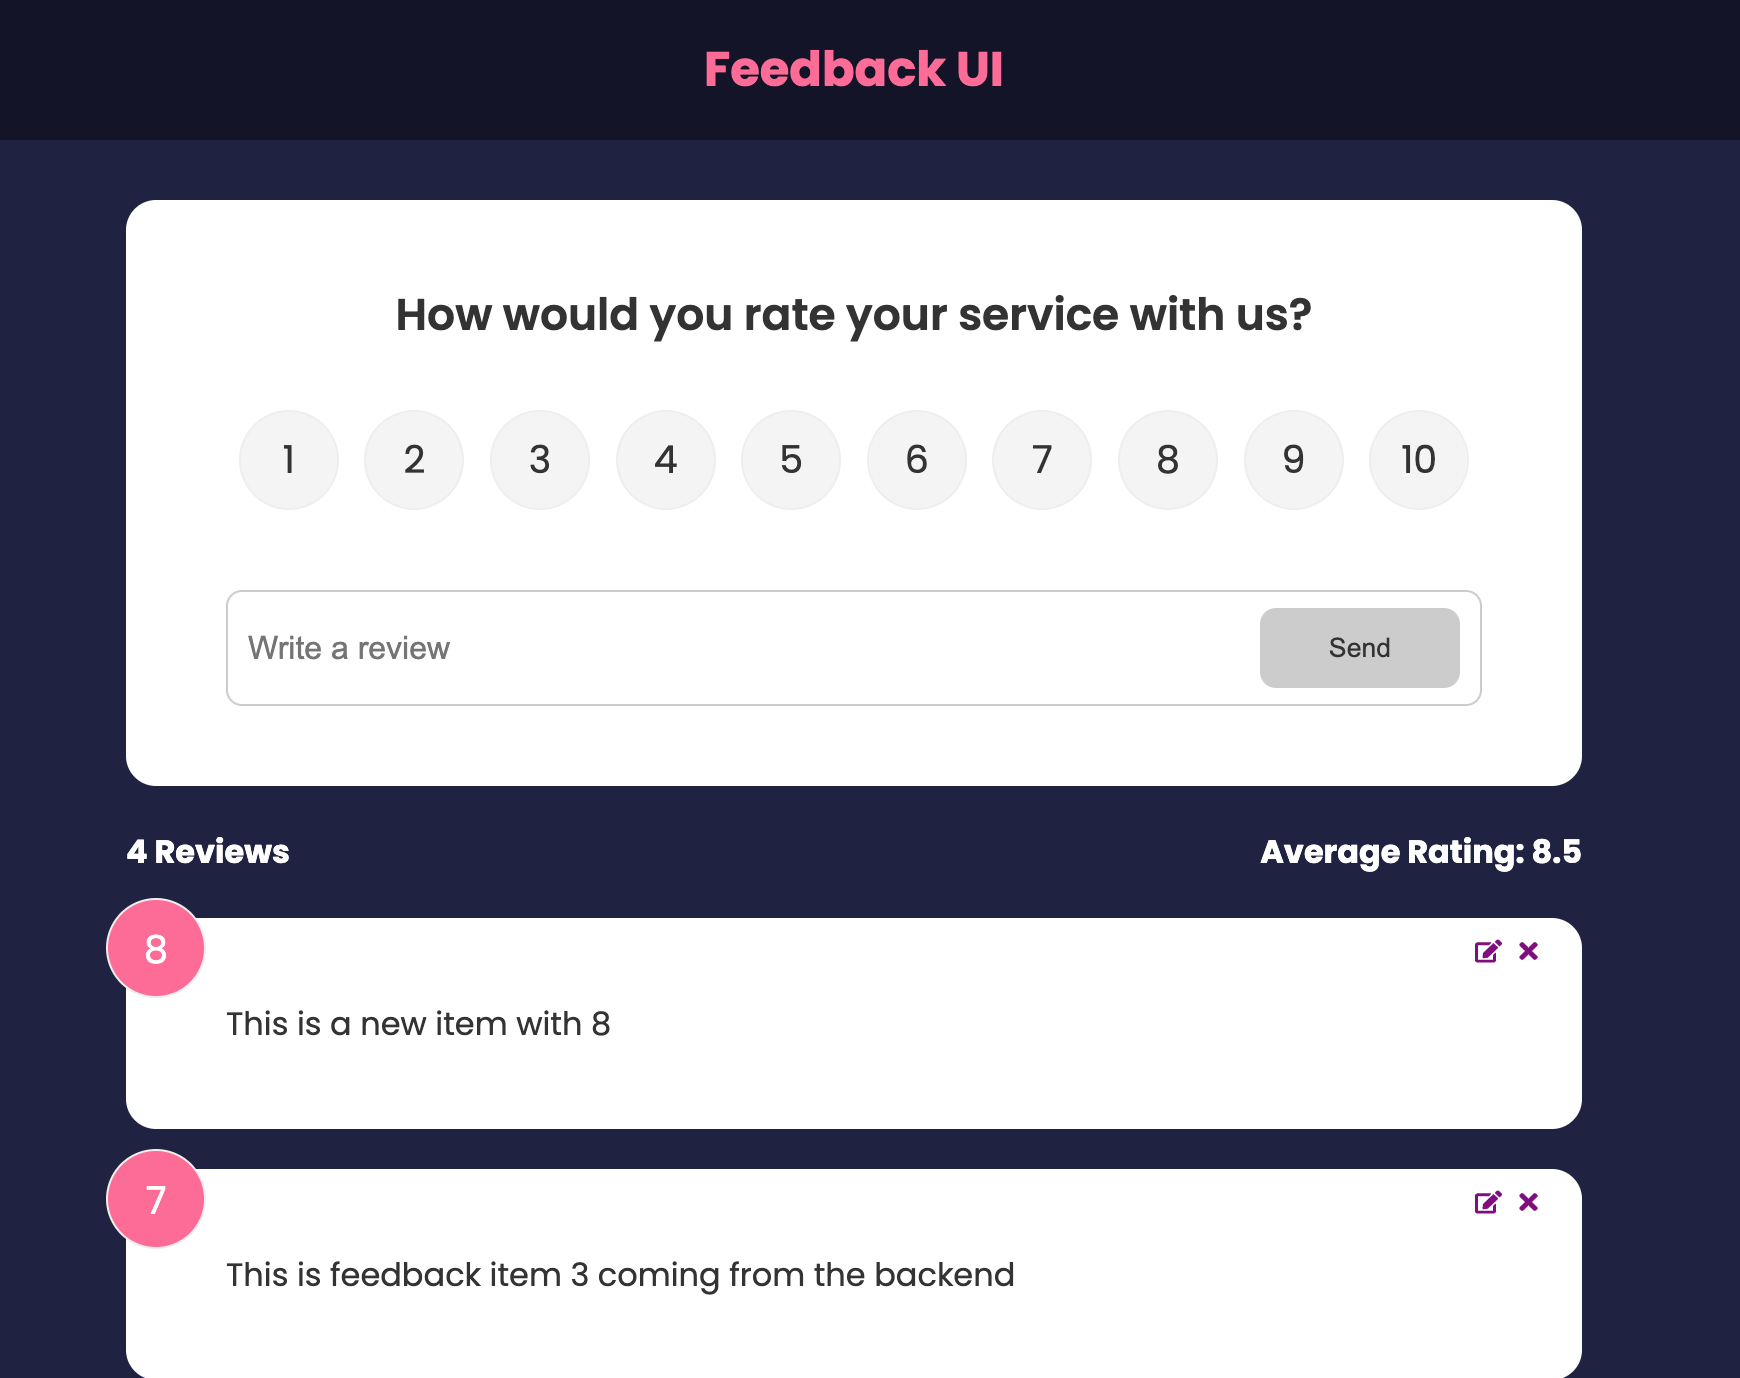 Feedback UI
How would you rate your service with us?
1 2 3 4 5 6 7 8 9 10
Write a review Send
4 Reviews Average Rating: 8.5
8
This is a new item with 8
7
This is feedback item 3 coming from the backend